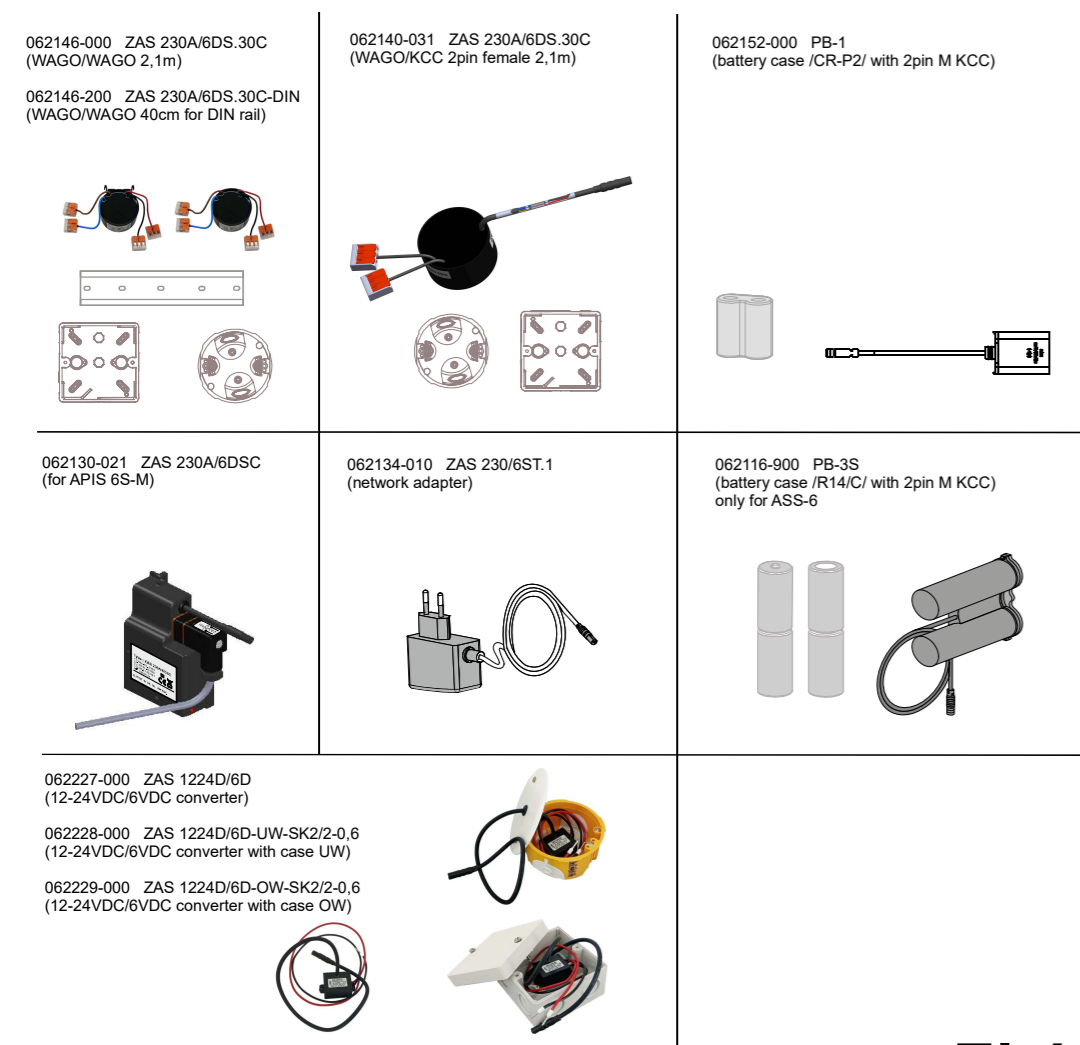 062146-000 ZAS 230A/6DS.30C
(WAGO/WAGO 2,1m)
062146-200 ZAS 230A/6DS.30C-DIN
(WAGO/WAGO 40cm for DIN rail)
062140-031 ZAS 230A/6DS.30C
(WAGO/KCC 2pin female 2,1m)
062152-000 PB-1
(battery case /CR-P2/ with 2pin M KCC)
062130-021 ZAS 230A/6DSC
(for APIS 6S-M)
062134-010 ZAS 230/6ST.1
(network adapter)
062116-900 PB-3S
(battery case /R14/C/ with 2pin M KCC)
only for ASS-6
062227-000 ZAS 1224D/6D
(12-24VDC/6VDC converter)
062228-000 ZAS 1224D/6D-UW-SK2/2-0,6
(12-24VDC/6VDC converter with case UW)
062229-000 ZAS 1224D/6D-OW-SK2/2-0,6
(12-24VDC/6VDC converter with case OW)